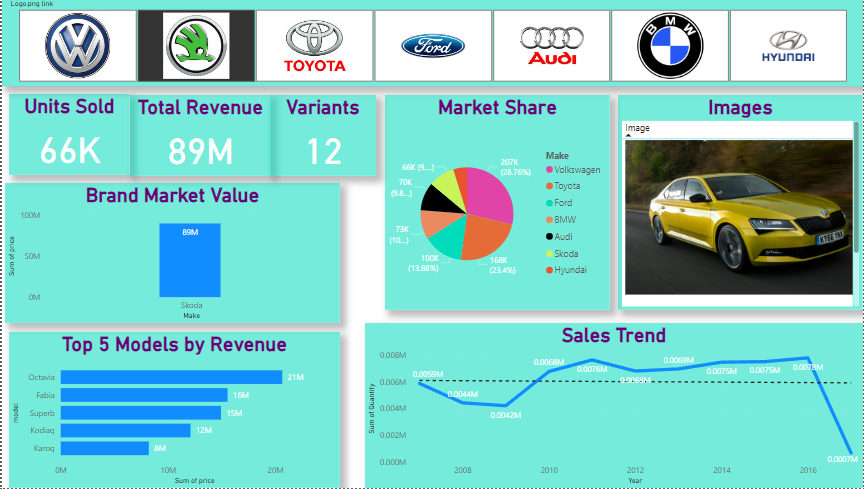 Logo.png link
TOYOTA
Ford
Audi
BMW
HYUNDAI
Units Sold
66K
Total Revenue
89M
Variants
12
Brand Market Value
Sum of price
100M
50M
0M
89M
Skoda
Make
Market Share
66K (9....)
70K
(9.8...)
73K
(10...)
100K
(13.88%)
168K
(23.4%)
207K
(28.76%)
Make
Volkswagen
Toyota
Ford
BMW
Audi
Skoda
Hyundai
Images
Image
Top 5 Models by Revenue
model
Octavia 21M
Fabia 16M
Superb 15M
Kodiaq 12M
Karoq 8M
0M 10M 20M
Sum of price
Sales Trend
Sum of Quantity
0.008M
0.006M
0.004M
0.002M
0.000M
0.0059M
0.0044M
0.0042M
0.0068M
0.0076M
0.0068M
0.0069M
0.0075M
0.0075M
0.0078M
0.0007M
2008 2010 2012 2014 2016
Year